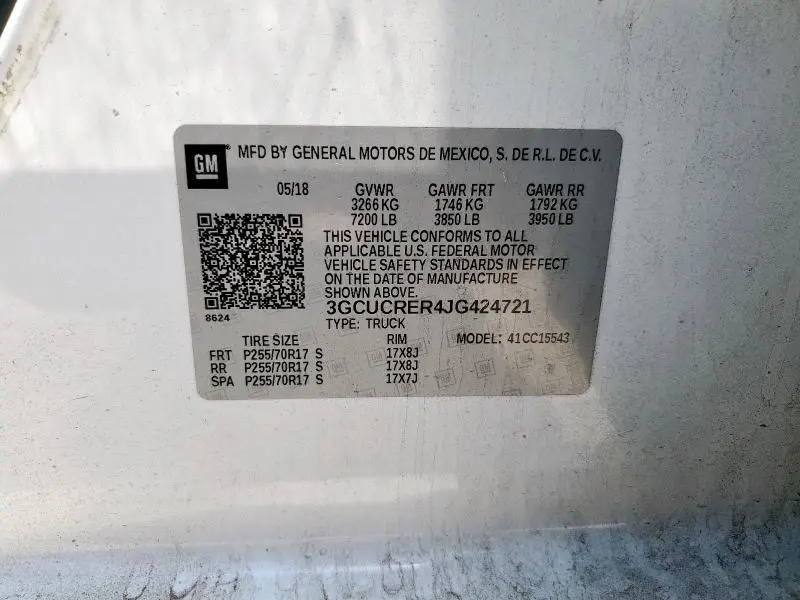 GM
MFD BY GENERAL MOTORS DE MEXICO, S. DE R.L. DE C.V.
05/18 GVWR GAWR FRT GAWR RR
3266 KG 1746 KG 1792 KG
7200 LB 3850 LB 3950 LB
THIS VEHICLE CONFORMS TO ALL
APPLICABLE U.S. FEDERAL MOTOR
VEHICLE SAFETY STANDARDS IN EFFECT
ON THE DATE OF MANUFACTURE
SHOWN ABOVE.
8624
3GCUCRER4JG424721
TYPE: TRUCK
TIRE SIZE RIM MODEL: 41CC15543
FRT P255/70R17 S 17X8J
RR P255/70R17 S 17X8J
SPA P255/70R17 S 17X7J